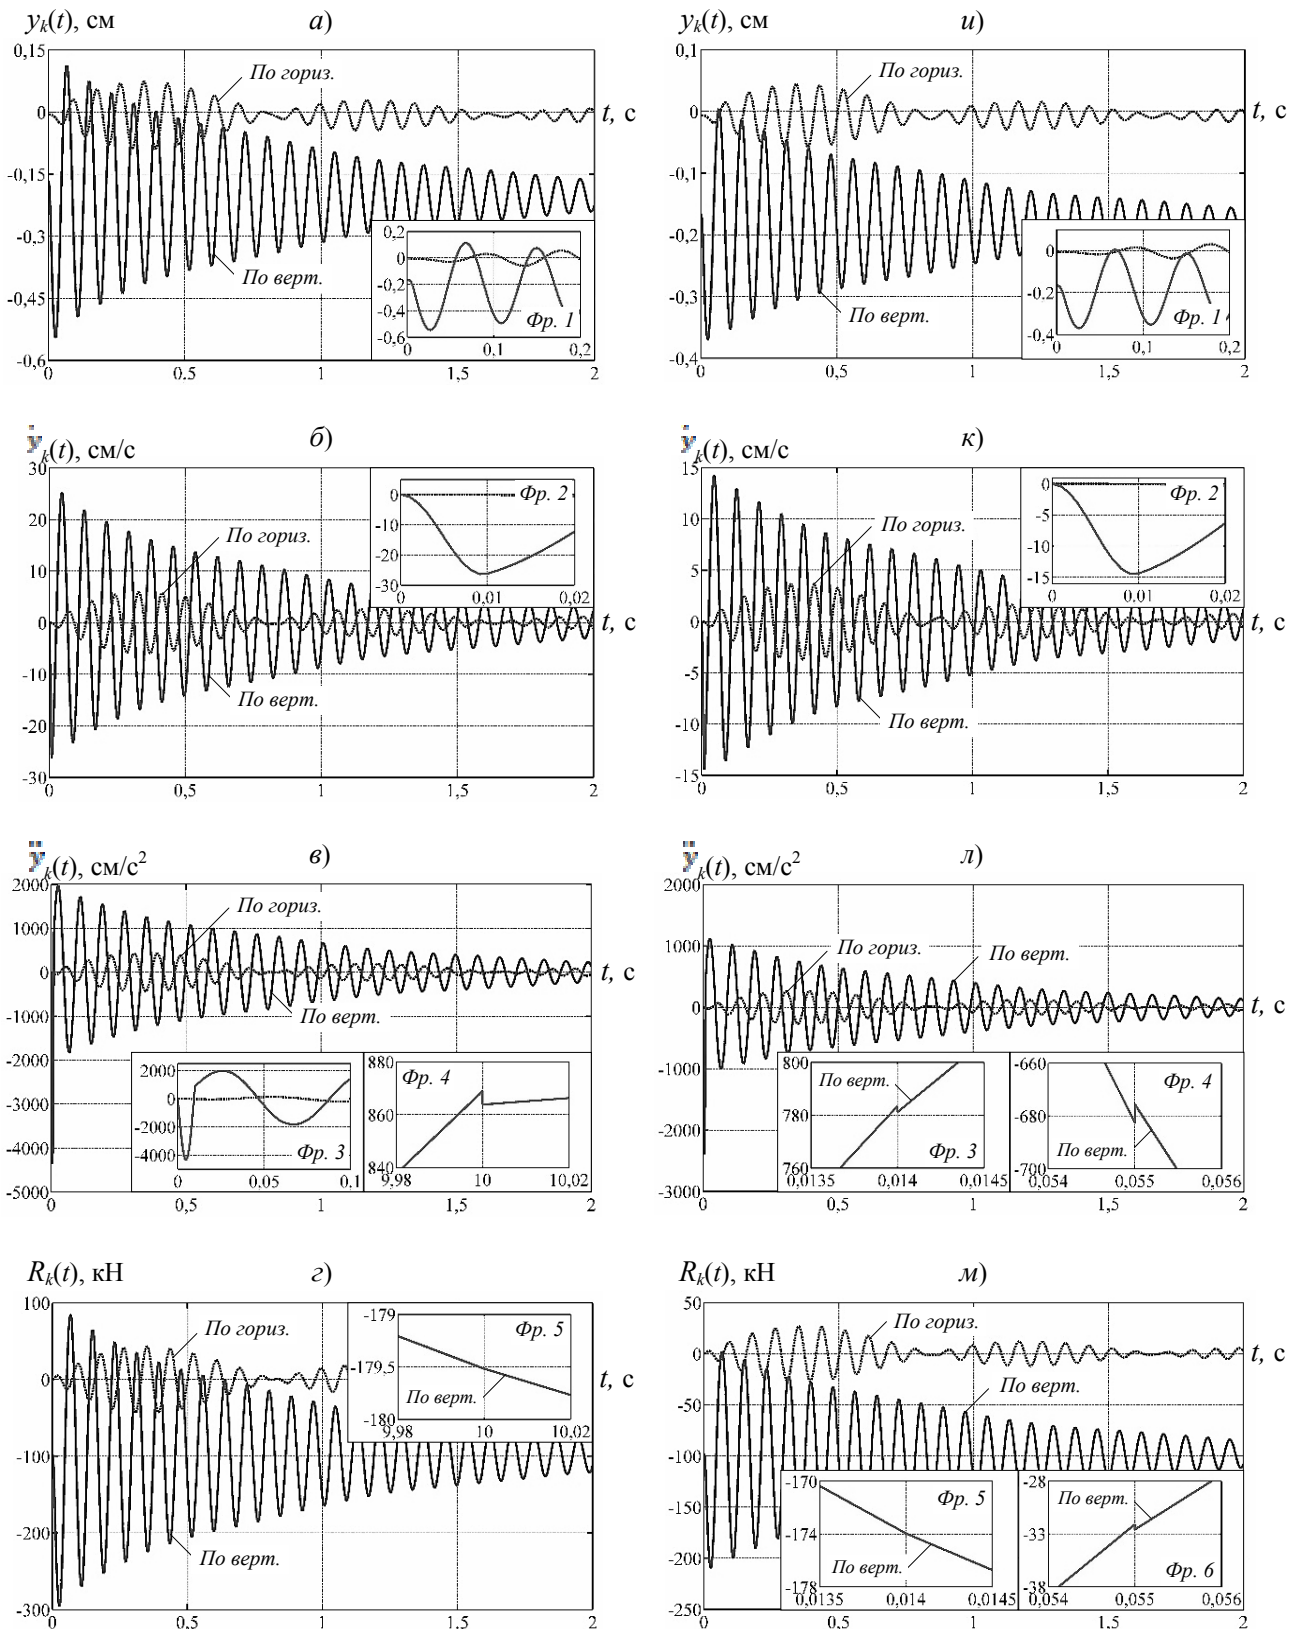 yk(t), см а)
0,15
0
-0,15
-0,3
-0,45
-0,6
0 0,5 1 1,5 2
t, с
По гориз.
По верт.
0,2
0
-0,2
-0,4
-0,6
0 0,1 0,2
Фр. 1
yk(t), см и)
0,1
0
-0,1
-0,2
-0,3
-0,4
0 0,5 1 1,5 2
t, с
По гориз.
По верт.
0
-0,2
-0,4
0 0,1 0,2
Фр. 1
ẏk(t), см/с б)
30
20
10
0
-10
-20
-30
0 0,5 1 1,5 2
t, с
По гориз.
По верт.
0
-10
-20
-30
0 0,01 0,02
Фр. 2
ẏk(t), см/с к)
15
10
5
0
-5
-10
-15
0 0,5 1 1,5 2
t, с
По гориз.
По верт.
0
-5
-10
-15
0 0,01 0,02
Фр. 2
ÿk(t), см/с² в)
2000
1000
0
-1000
-2000
-3000
-4000
-5000
0 0,5 1 1,5 2
t, с
По гориз.
По верт.
2000
0
-2000
-4000
0 0,05 0,1
Фр. 3
880
860
840
9,98 10 10,02
Фр. 4
ÿk(t), см/с² л)
2000
1000
0
-1000
-2000
-3000
0 0,5 1 1,5 2
t, с
По гориз.
По верт.
800
780
760
0,0135 0,014 0,0145
По верт.
Фр. 3
-660
-680
-700
0,054 0,055 0,056
Фр. 4
По верт.
Rk(t), кН г)
100
0
-100
-200
-300
0 0,5 1 1,5 2
t, с
По гориз.
По верт.
-179
-179,5
-180
9,98 10 10,02
Фр. 5
По верт.
Rk(t), кН м)
50
0
-50
-100
-150
-200
-250
0 0,5 1 1,5 2
t, с
По гориз.
По верт.
-170
-174
-178
0,0135 0,014 0,0145
Фр. 5
По верт.
-28
-33
-38
0,054 0,055 0,056
По верт.
Фр. 6